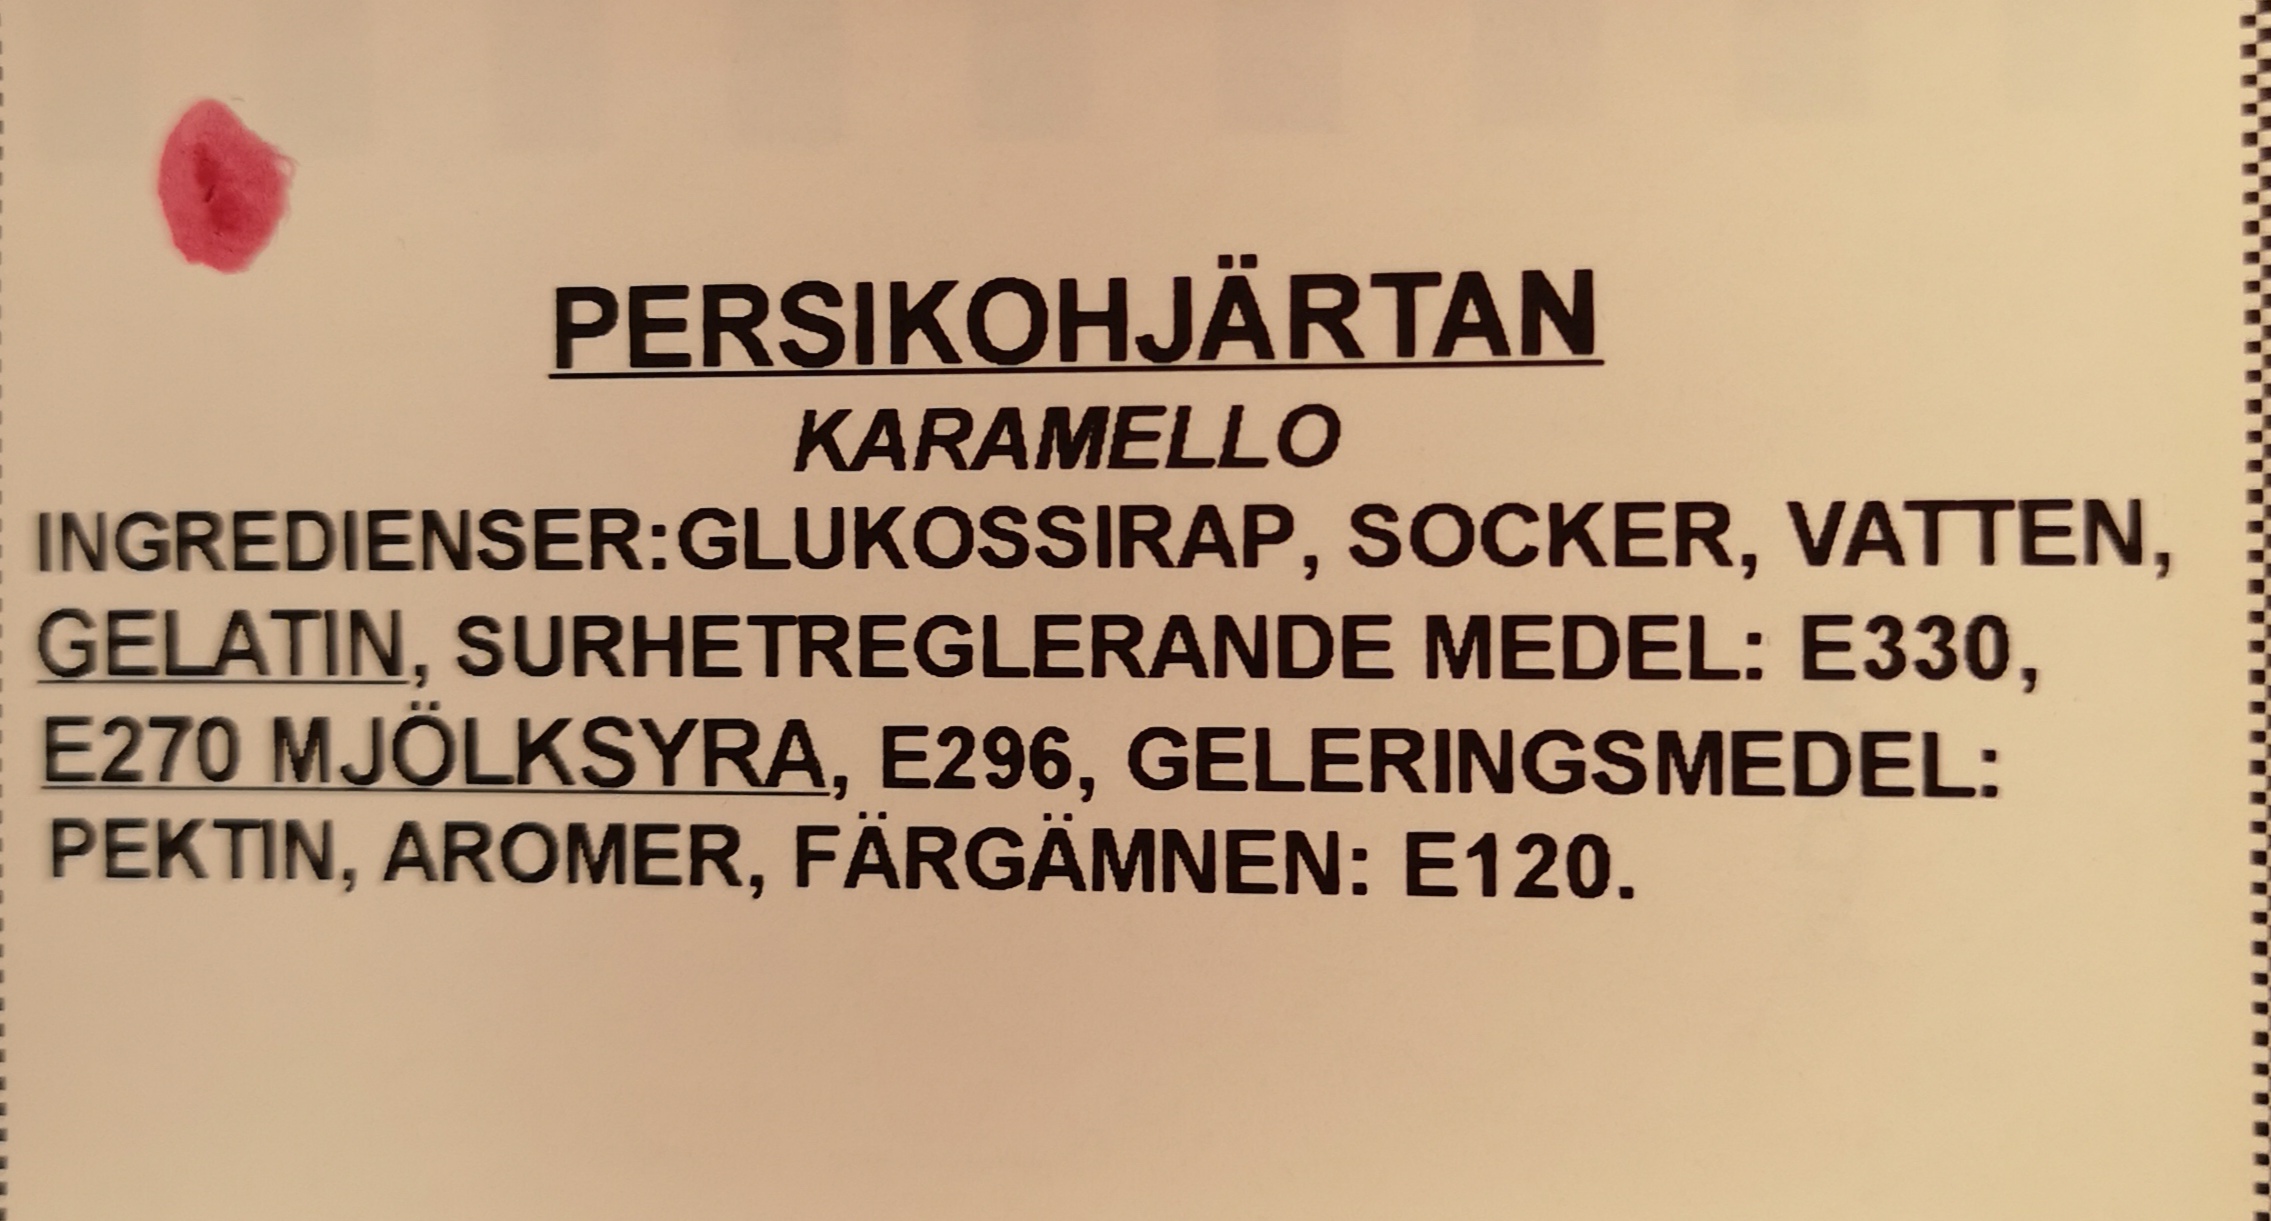 PERSIKOHJÄRTAN
KARAMELLO
INGREDIENSER:GLUKOSSIRAP, SOCKER, VATTEN,
GELATIN, SURHETREGLERANDE MEDEL: E330,
E270 MJÖLKSYRA, E296, GELERINGSMEDEL:
PEKTIN, AROMER, FÄRGÄMNEN: E120.